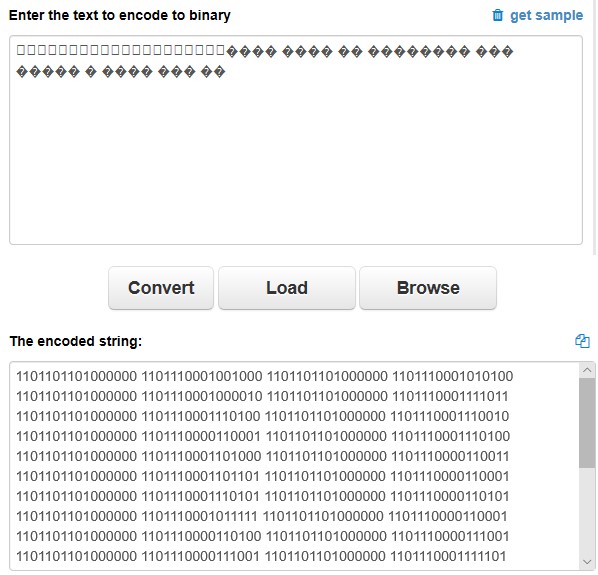 Enter the text to encode to binary
get sample
���� ���� �� �������� ���
����� � ���� ��� ��
Convert
Load
Browse
The encoded string:
1101101101000000 1101110001001000 1101101101000000 1101110001010100
1101101101000000 1101110001000010 1101101101000000 1101110001111011
1101101101000000 1101110001110100 1101101101000000 1101110001110010
1101101101000000 1101110000110001 1101101101000000 1101110001110100
1101101101000000 1101110001101000 1101101101000000 1101110000110011
1101101101000000 1101110001101101 1101101101000000 1101110000110001
1101101101000000 1101110001110101 1101101101000000 1101110000110101
1101101101000000 1101110001011111 1101101101000000 1101110000110001
1101101101000000 1101110000110100 1101101101000000 1101110000111001
1101101101000000 1101110000111001 1101101101000000 1101110001111101